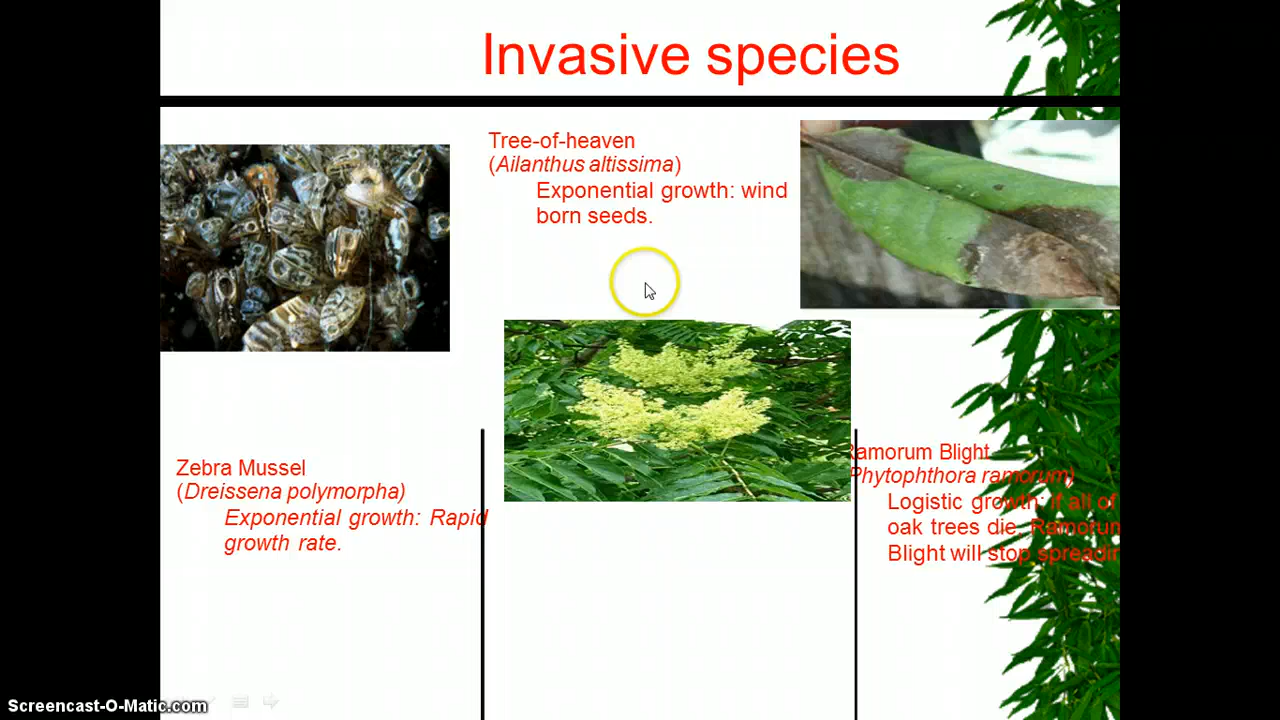 Invasive species
Tree-of-heaven
(Ailanthus altissima)
Exponential growth: wind
born seeds.
Zebra Mussel
(Dreissena polymorpha)
Exponential growth: Rapid
growth rate.
Ramorum Blight
Phytophthora ramorum)
Logistic growth: if all of
oak trees die, Ramorum
Blight will stop spreadin
Screencast-O-Matic.com